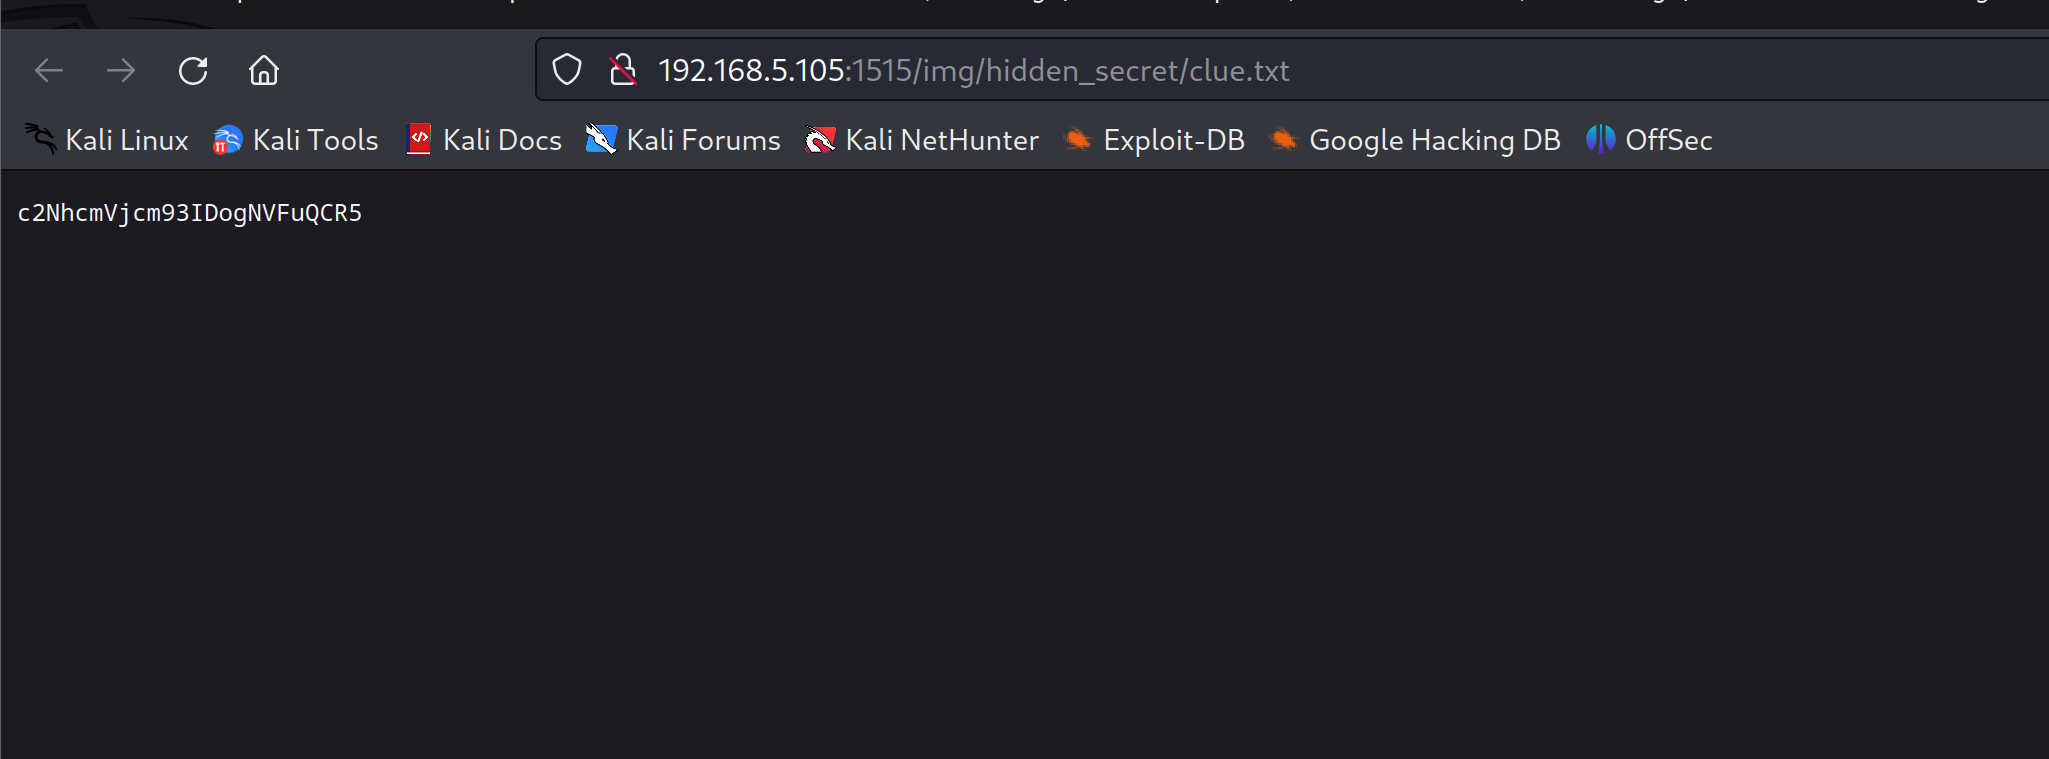 192.168.5.105:1515/img/hidden_secret/clue.txt
Kali Linux Kali Tools Kali Docs Kali Forums Kali NetHunter Exploit-DB Google Hacking DB OffSec
c2NhcmVjcm93IDogNVFuQCR5